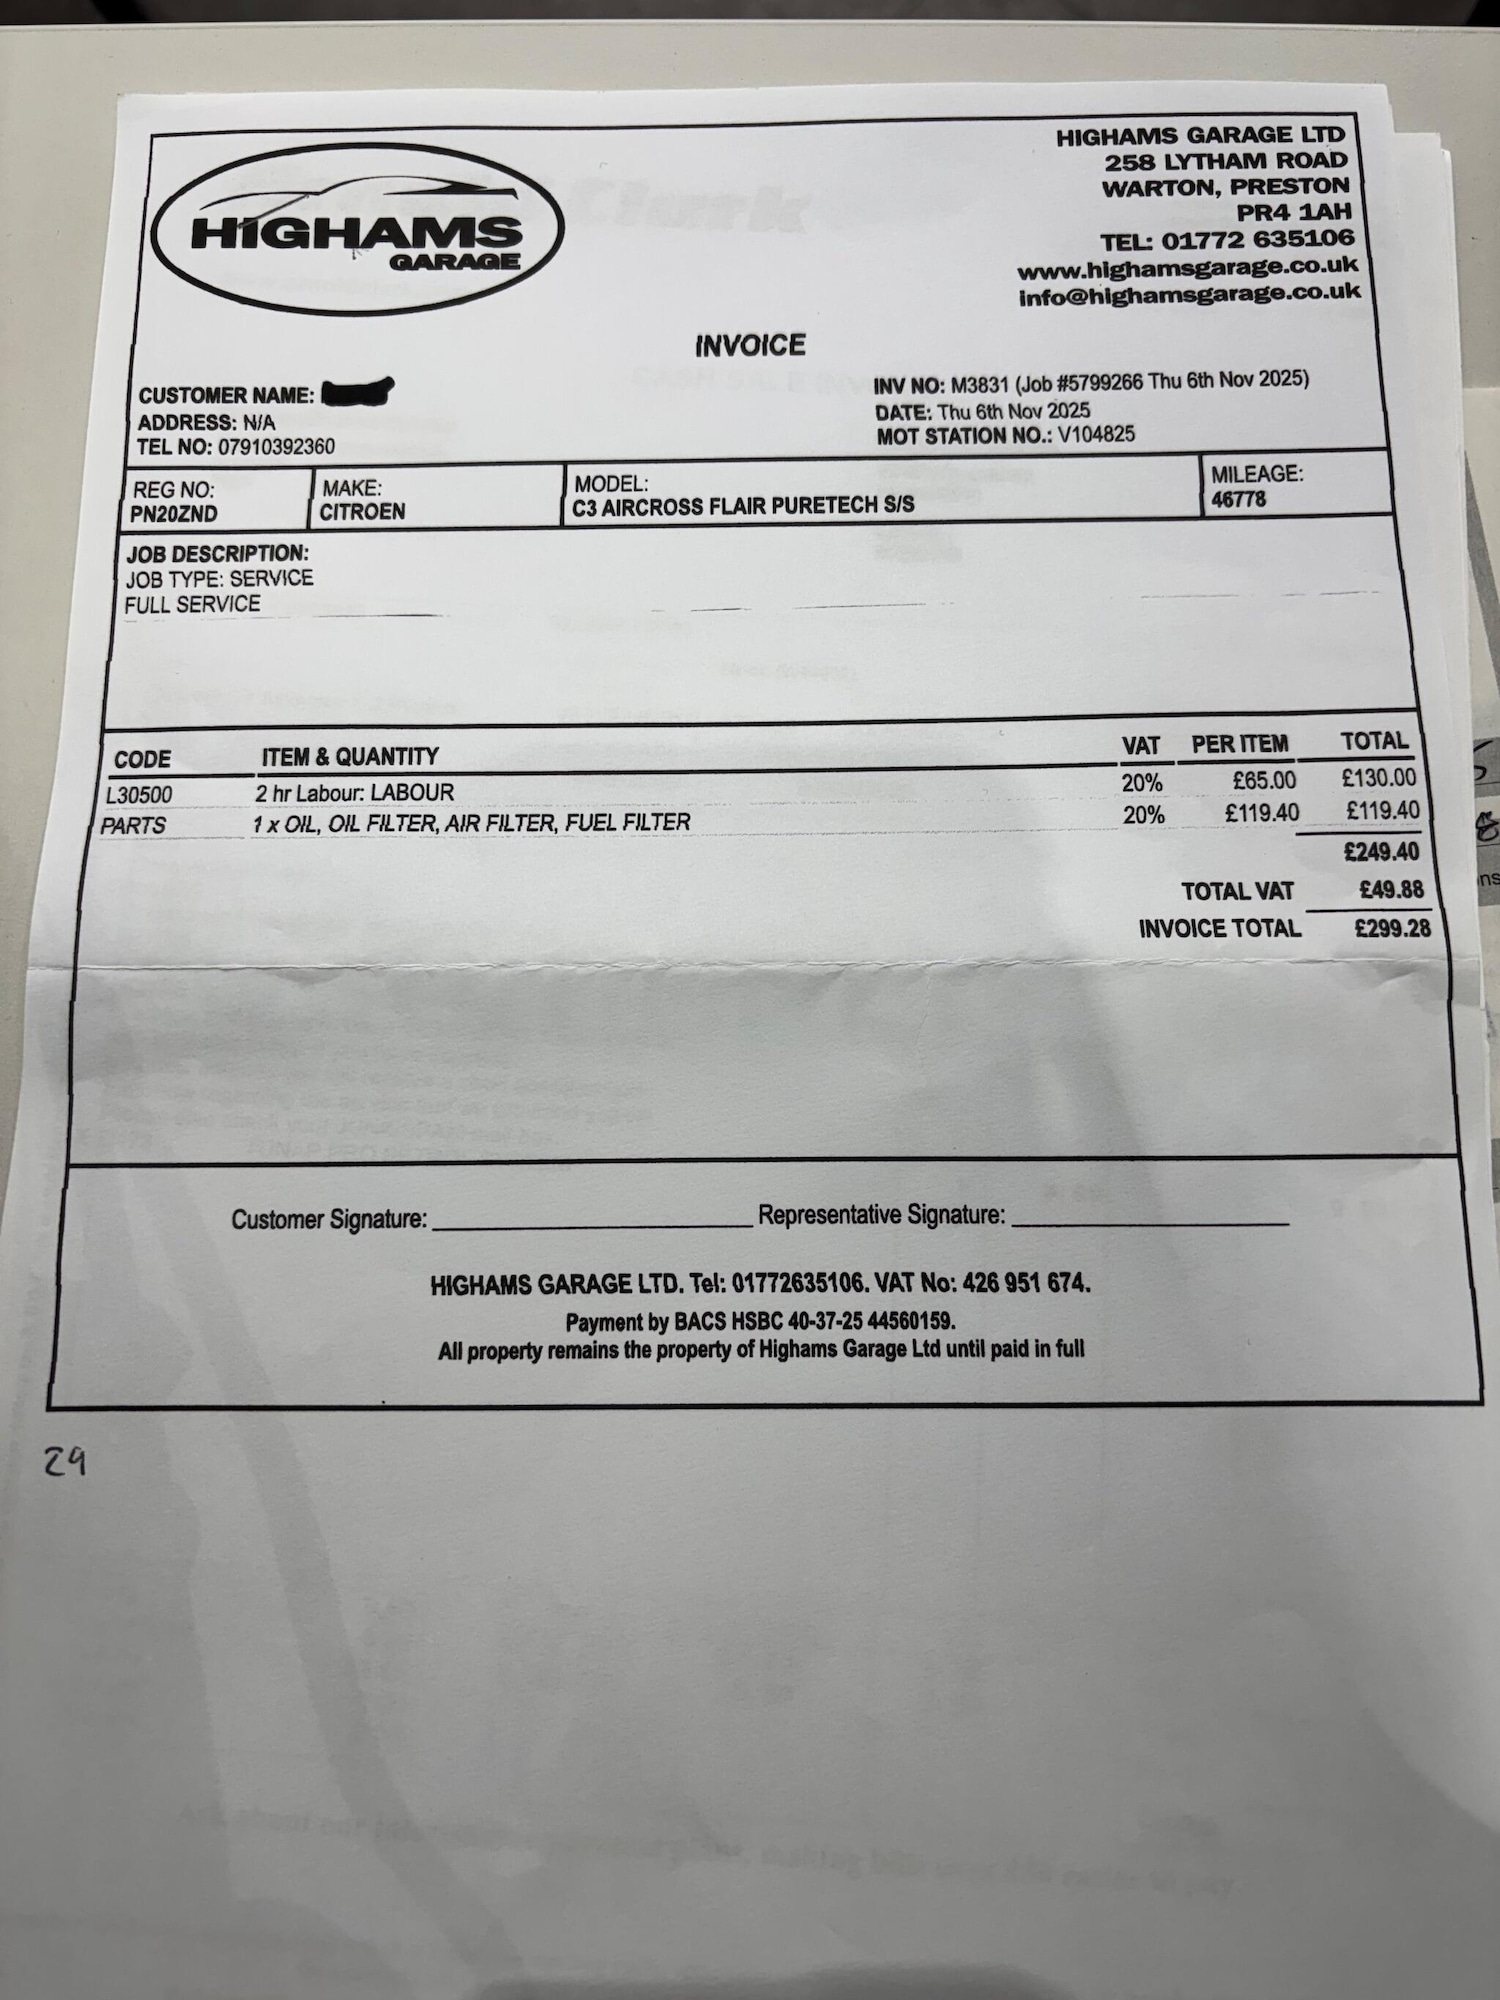 HIGHAMS
GARAGE
HIGHAMS GARAGE LTD
258 LYTHAM ROAD
WARTON, PRESTON
PR4 1AH
TEL: 01772 635106
www.highamsgarage.co.uk
info@highamsgarage.co.uk
INVOICE
CUSTOMER NAME:
ADDRESS: N/A
TEL NO: 07910392360
INV NO: M3831 (Job #5799266 Thu 6th Nov 2025)
DATE: Thu 6th Nov 2025
MOT STATION NO.: V104825
REG NO: MAKE: MODEL: MILEAGE:
PN20ZND CITROEN C3 AIRCROSS FLAIR PURETECH S/S 46778
JOB DESCRIPTION:
JOB TYPE: SERVICE
FULL SERVICE
CODE ITEM & QUANTITY VAT PER ITEM TOTAL
L30500 2 hr Labour: LABOUR 20% £65.00 £130.00
PARTS 1 x OIL, OIL FILTER, AIR FILTER, FUEL FILTER 20% £119.40 £119.40
£249.40
TOTAL VAT £49.88
INVOICE TOTAL £299.28
Customer Signature: Representative Signature:
HIGHAMS GARAGE LTD. Tel: 01772635106. VAT No: 426 951 674.
Payment by BACS HSBC 40-37-25 44560159.
All property remains the property of Highams Garage Ltd until paid in full
29